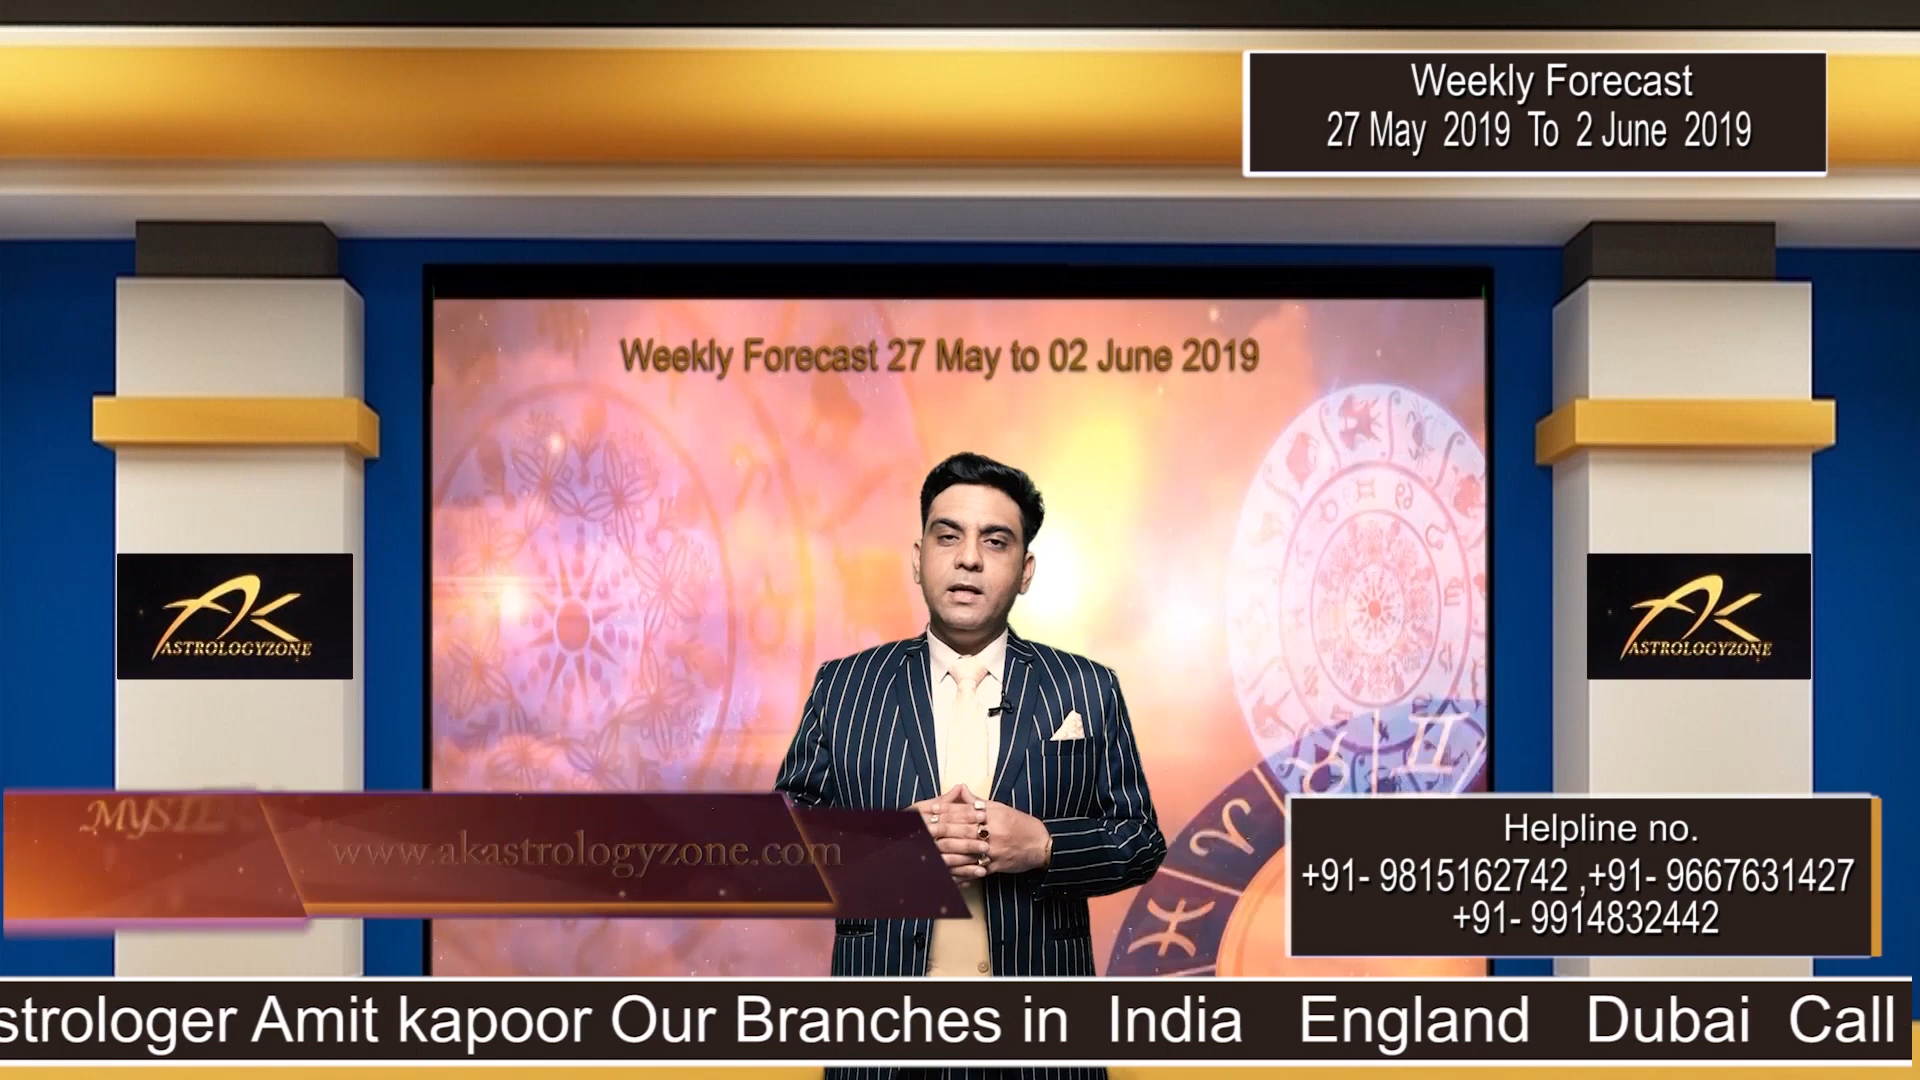 Weekly Forecast
27 May 2019 To 2 June 2019
Weekly Forecast 27 May to 02 June 2019
AK
ASTROLOGYZONE
AK
ASTROLOGYZONE
www.akastrologyzone.com
Helpline no.
+91- 9815162742 ,+91- 9667631427
+91- 9914832442
strologer Amit kapoor Our Branches in India England Dubai Call